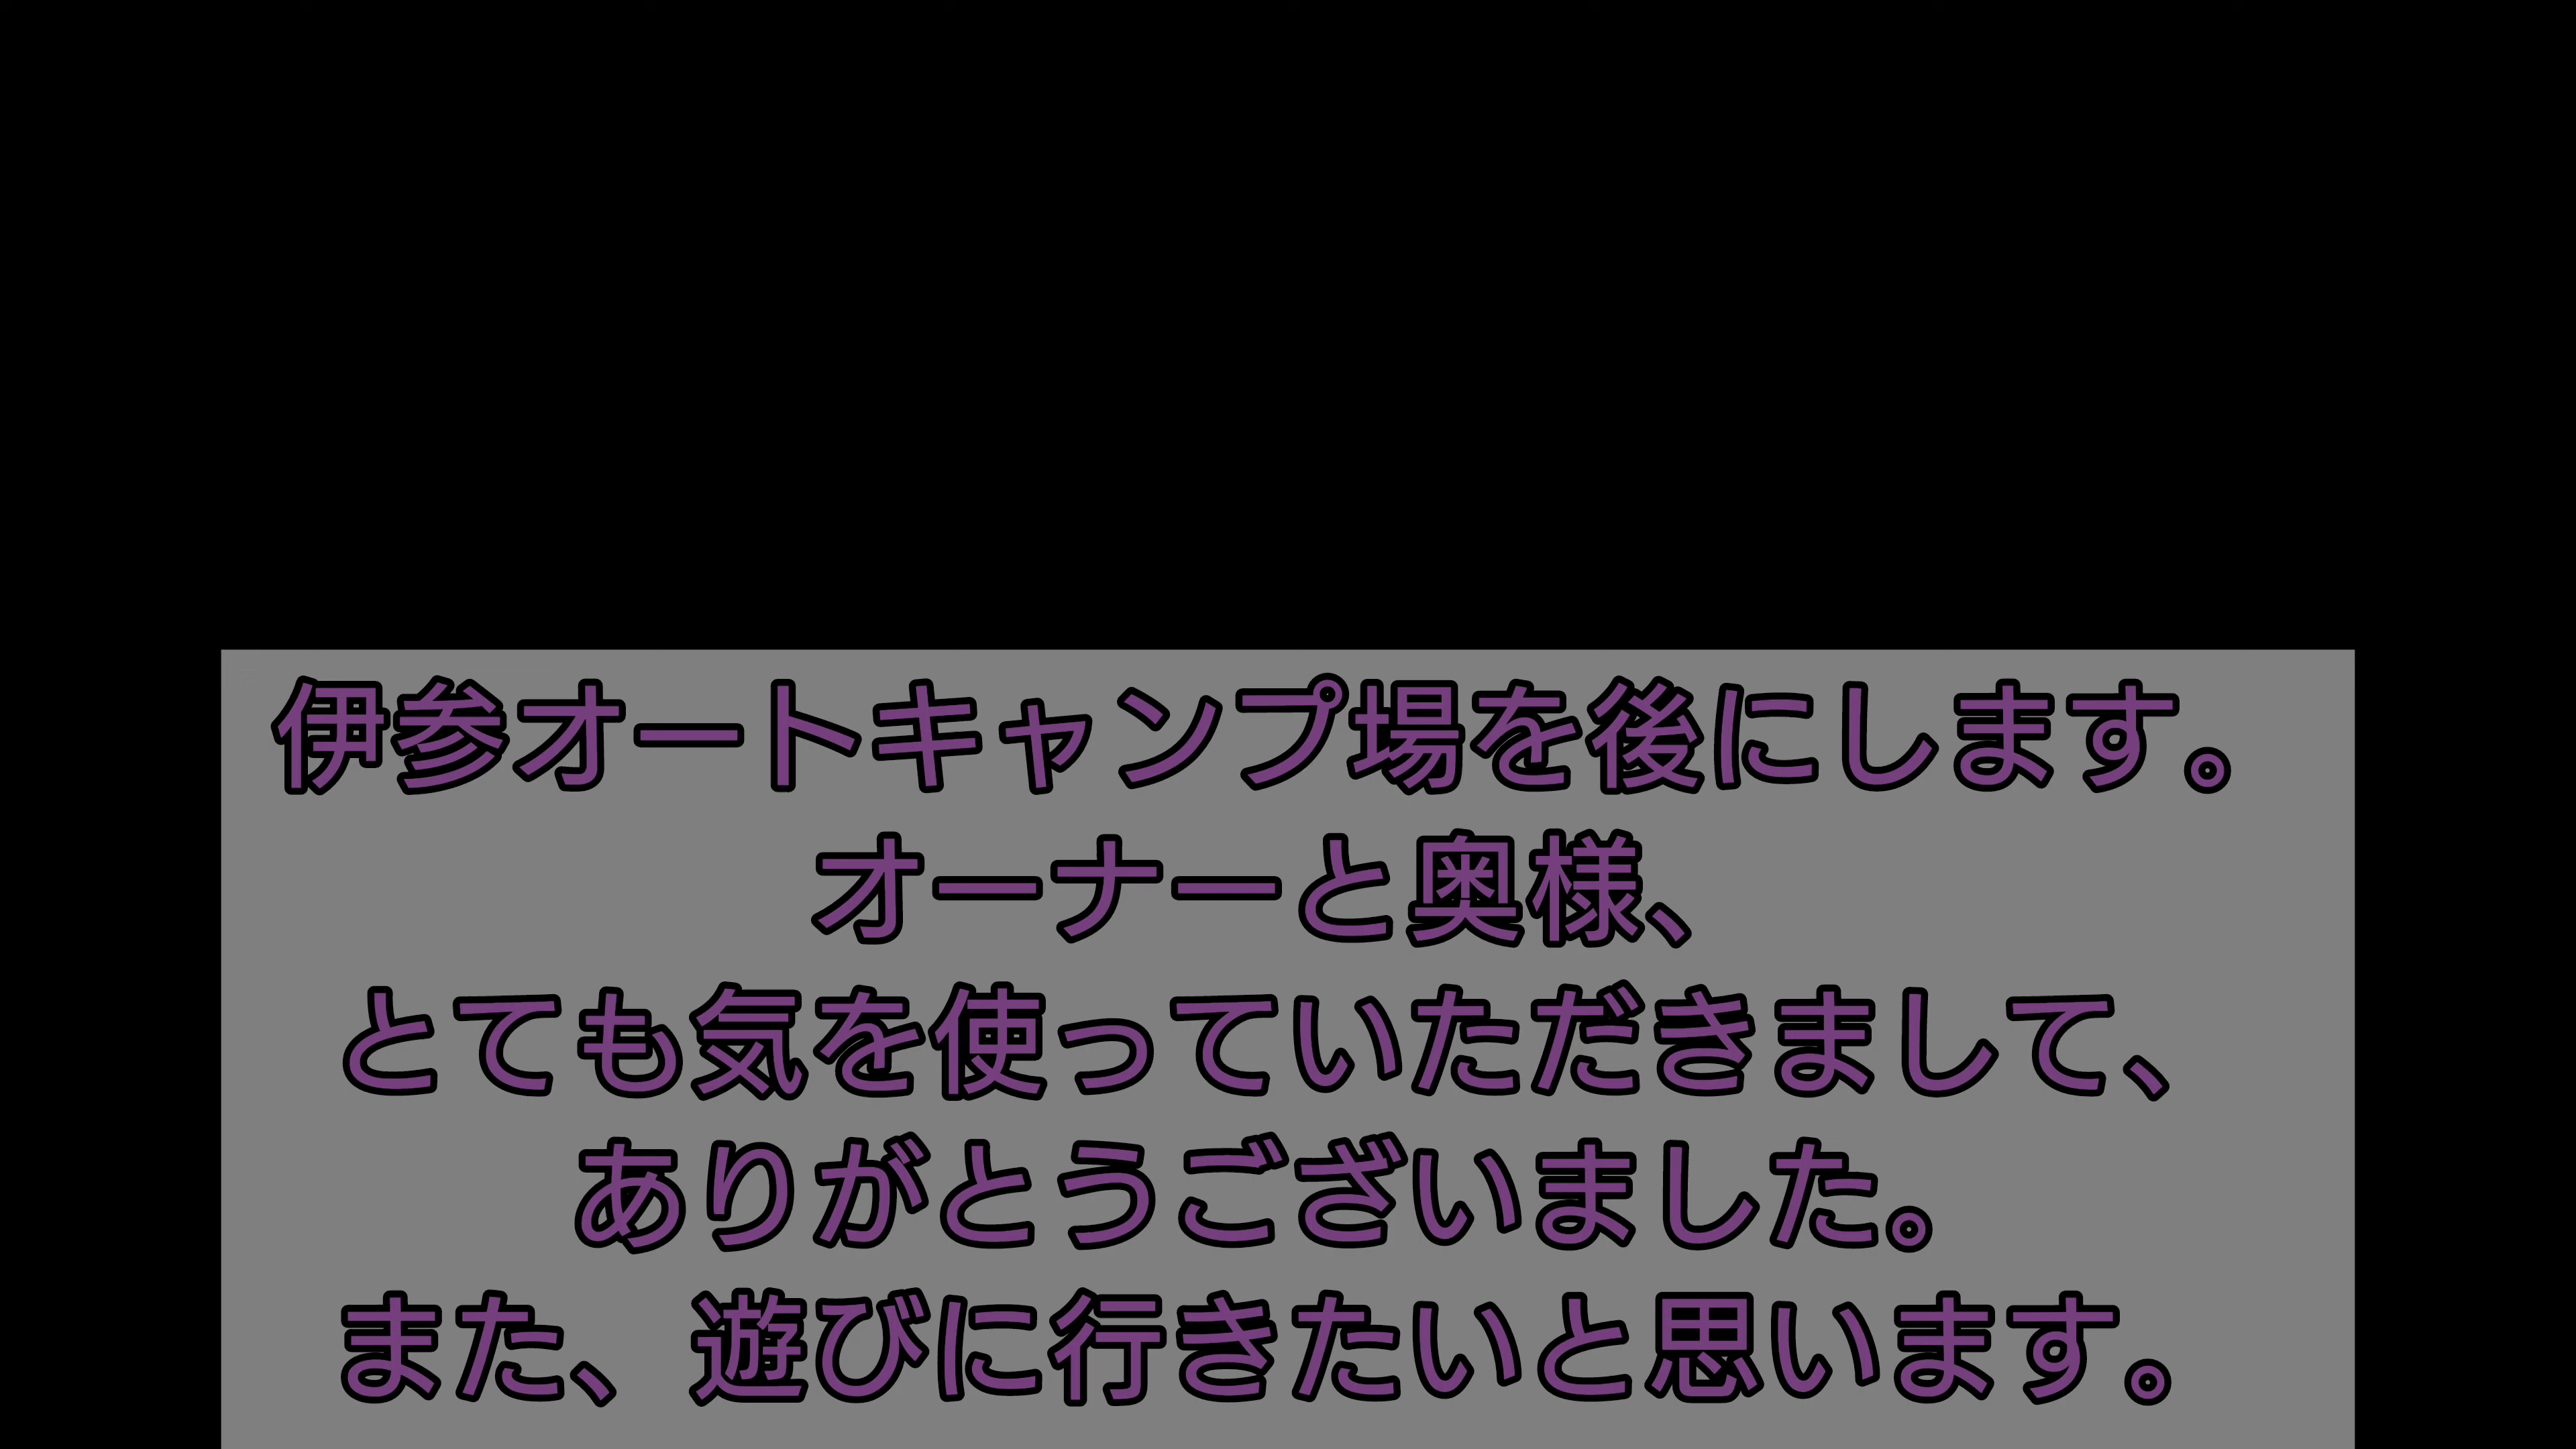 伊参オートキャンプ場を後にします。
オーナーと奥様、
とても気を使っていただきまして、
ありがとうございました。
また、遊びに行きたいと思います。